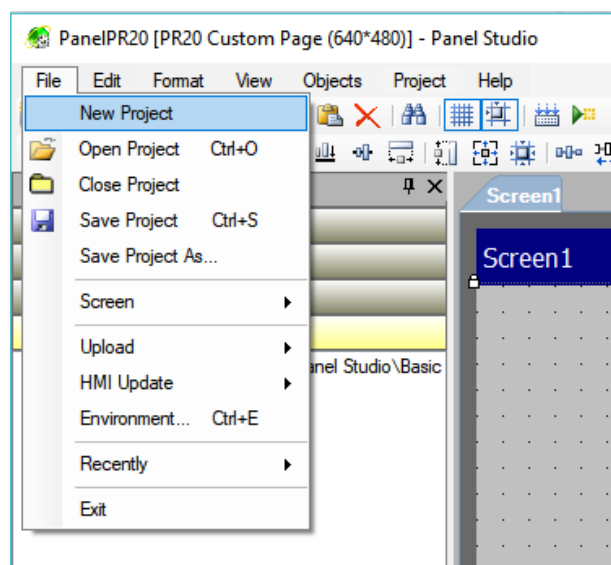 PanelPR20 [PR20 Custom Page (640*480)] - Panel Studio
File Edit Format View Objects Project Help
New Project
Open Project Ctrl+O
Close Project
Save Project Ctrl+S
Save Project As...
Screen
Upload
HMI Update
Environment... Ctrl+E
Recently
Exit
Studio\Basic
Screen1
Screen1